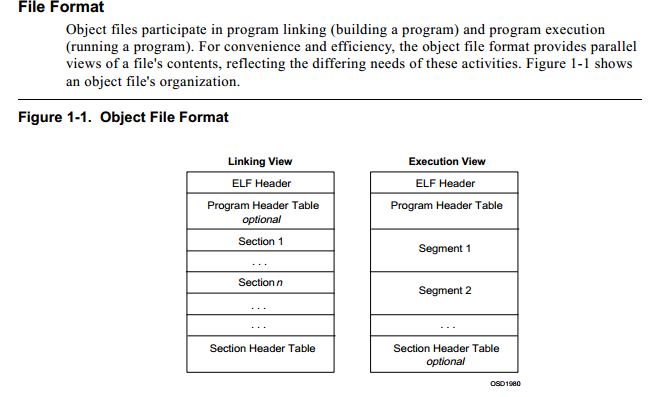 File Format
Object files participate in program linking (building a program) and program execution
(running a program). For convenience and efficiency, the object file format provides parallel
views of a file's contents, reflecting the differing needs of these activities. Figure 1-1 shows
an object file's organization.
Figure 1-1.  Object File Format
Linking View
ELF Header
Program Header Table
optional
Section 1
. . .
Section n
. . .
. . .
Section Header Table
Execution View
ELF Header
Program Header Table
Segment 1
Segment 2
. . .
Section Header Table
optional
OSD1980